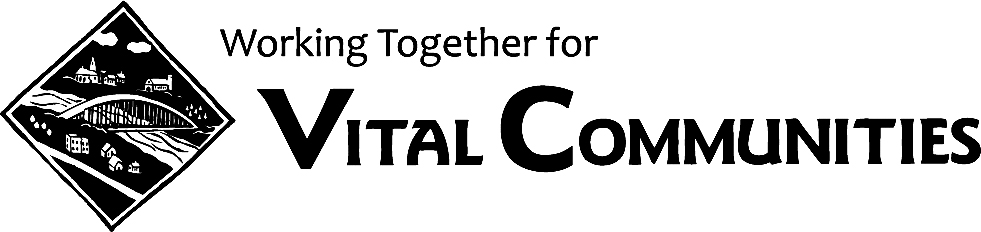 Working Together for
VITAL COMMUNITIES